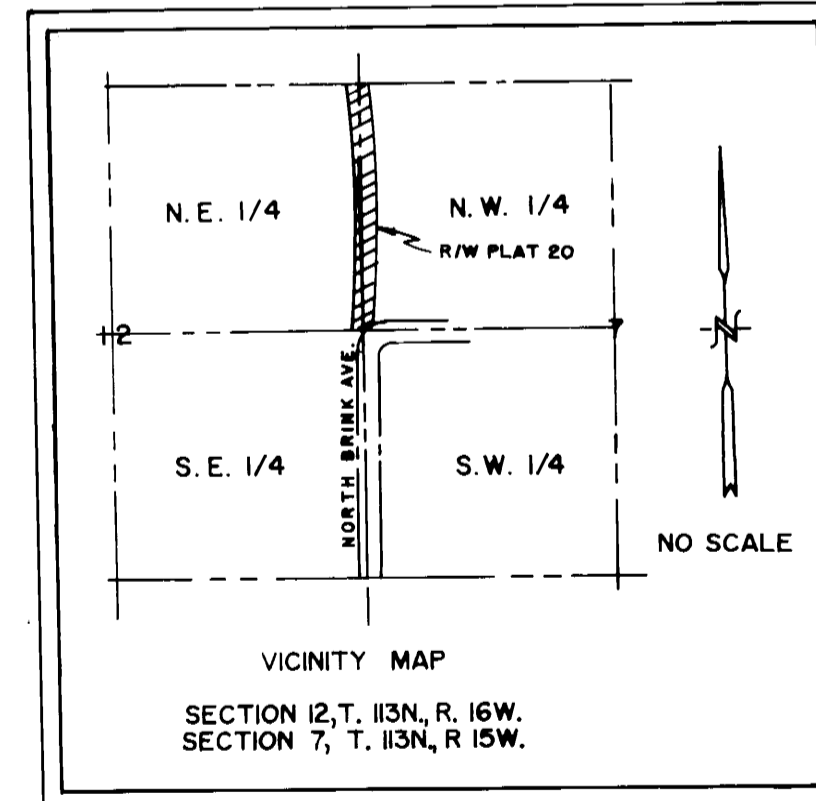 N.E. 1/4
N.W. 1/4
R/W PLAT 20
12
7
NORTH BRINK AVE.
S.E. 1/4
S.W. 1/4
N
NO SCALE
VICINITY MAP
SECTION 12, T. 113N., R. 16W.
SECTION 7, T. 113N., R 15W.